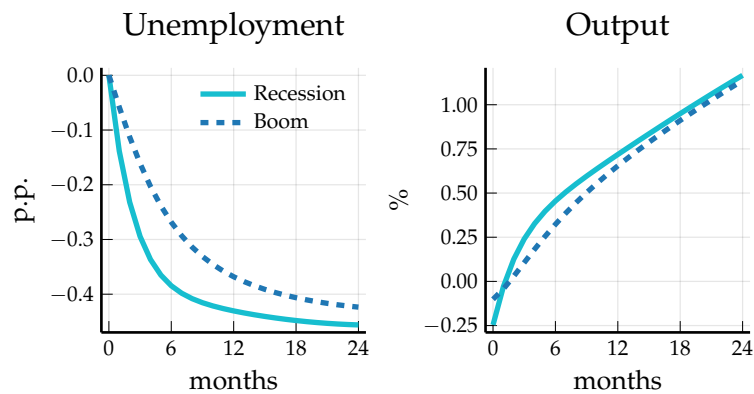 Unemployment
p.p.
0.0
−0.1
−0.2
−0.3
−0.4
Recession
Boom
0 6 12 18 24
months
Output
%
1.00
0.75
0.50
0.25
0.00
−0.25
0 6 12 18 24
months